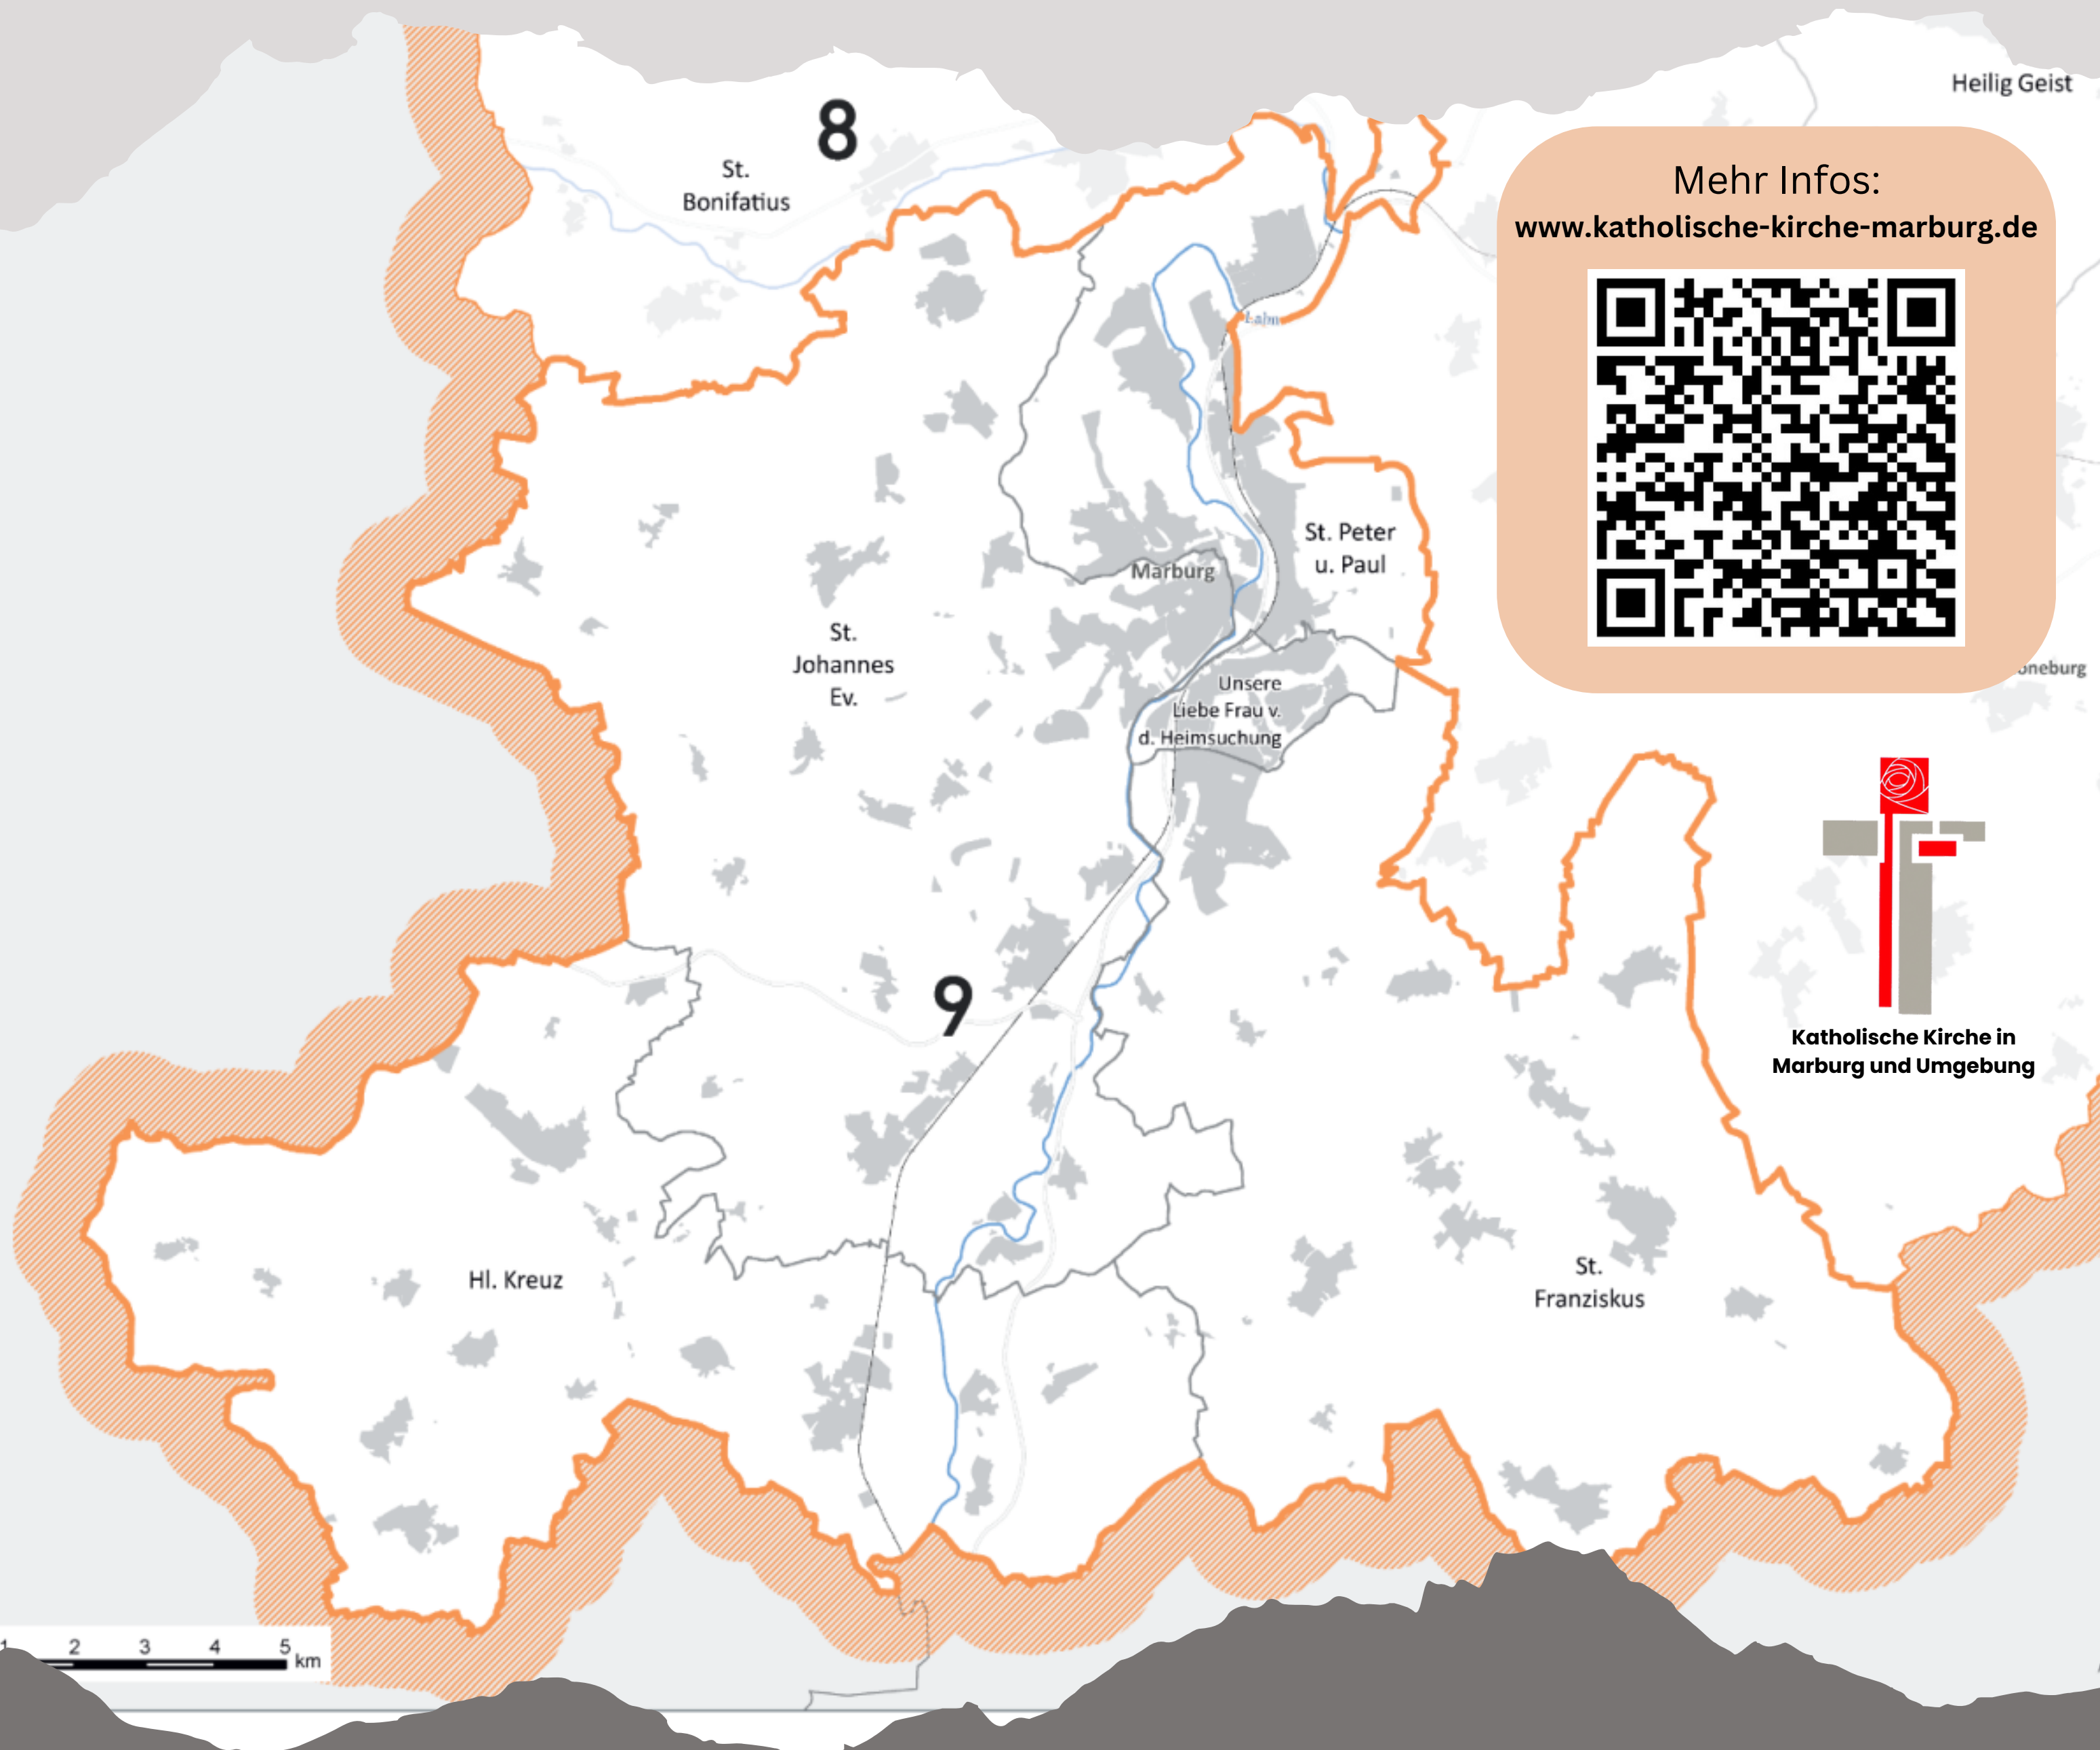 Heilig Geist
8
St.
Bonifatius
Mehr Infos:
www.katholische-kirche-marburg.de
Lahn
St. Peter
u. Paul
Marburg
St.
Johannes
Ev.
Unsere
Liebe Frau v.
d. Heimsuchung
öneburg
9
Katholische Kirche in
Marburg und Umgebung
Hl. Kreuz
St.
Franziskus
1 2 3 4 5
km